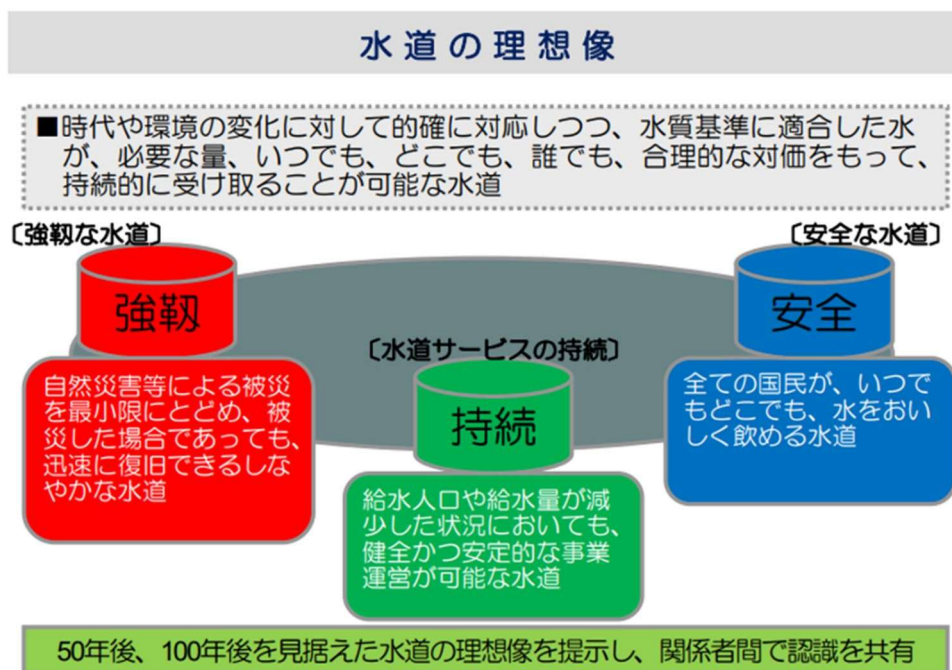 水道の理想像
■時代や環境の変化に対して的確に対応しつつ、水質基準に適合した水
が、必要な量、いつでも、どこでも、誰でも、合理的な対価をもって、
持続的に受け取ることが可能な水道
〔強靭な水道〕
〔安全な水道〕
強靱
安全
〔水道サービスの持続〕
持続
自然災害等による被災
を最小限にとどめ、被
災した場合であっても、
迅速に復旧できるしな
やかな水道
全ての国民が、いつで
もどこでも、水をおい
しく飲める水道
給水人口や給水量が減
少した状況においても、
健全かつ安定的な事業
運営が可能な水道
50年後、100年後を見据えた水道の理想像を提示し、関係者間で認識を共有